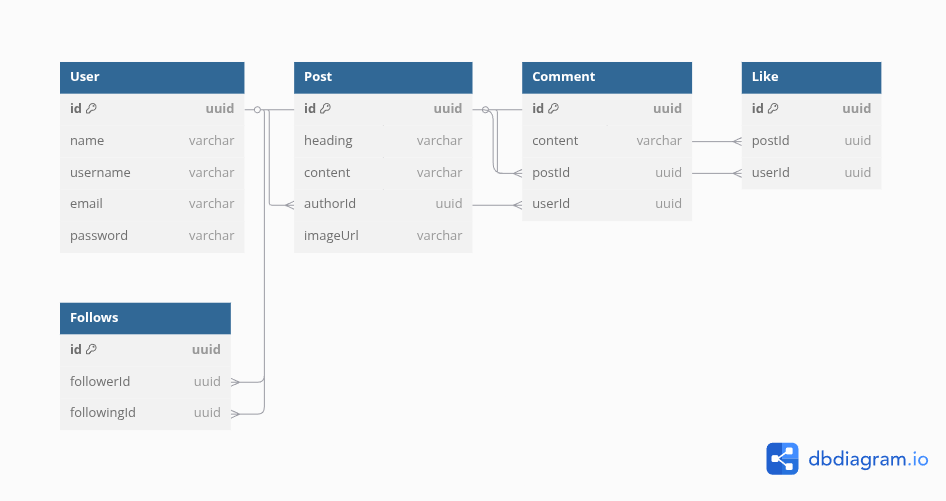 User
id uuid
name varchar
username varchar
email varchar
password varchar
Post
id uuid
heading varchar
content varchar
authorId uuid
imageUrl varchar
Comment
id uuid
content varchar
postId uuid
userId uuid
Like
id uuid
postId uuid
userId uuid
Follows
id uuid
followerId uuid
followingId uuid
dbdiagram.io